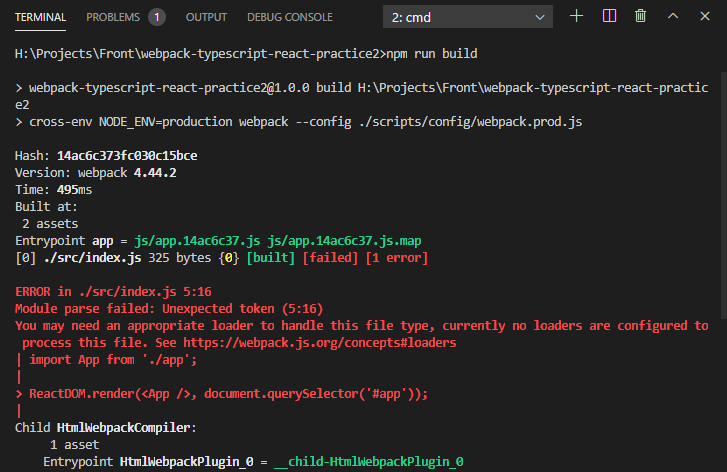 TERMINAL PROBLEMS 1 OUTPUT DEBUG CONSOLE 2: cmd
H:\Projects\Front\webpack-typescript-react-practice2>npm run build
> webpack-typescript-react-practice2@1.0.0 build H:\Projects\Front\webpack-typescript-react-practic
e2
> cross-env NODE_ENV=production webpack --config ./scripts/config/webpack.prod.js
Hash: 14ac6c373fc030c15bce
Version: webpack 4.44.2
Time: 495ms
Built at:
2 assets
Entrypoint app = js/app.14ac6c37.js js/app.14ac6c37.js.map
[0] ./src/index.js 325 bytes {0} [built] [failed] [1 error]
ERROR in ./src/index.js 5:16
Module parse failed: Unexpected token (5:16)
You may need an appropriate loader to handle this file type, currently no loaders are configured to
process this file. See https://webpack.js.org/concepts#loaders
| import App from './app';
|
> ReactDOM.render(<App />, document.querySelector('#app'));
|
Child HtmlWebpackCompiler:
1 asset
Entrypoint HtmlWebpackPlugin_0 = __child-HtmlWebpackPlugin_0